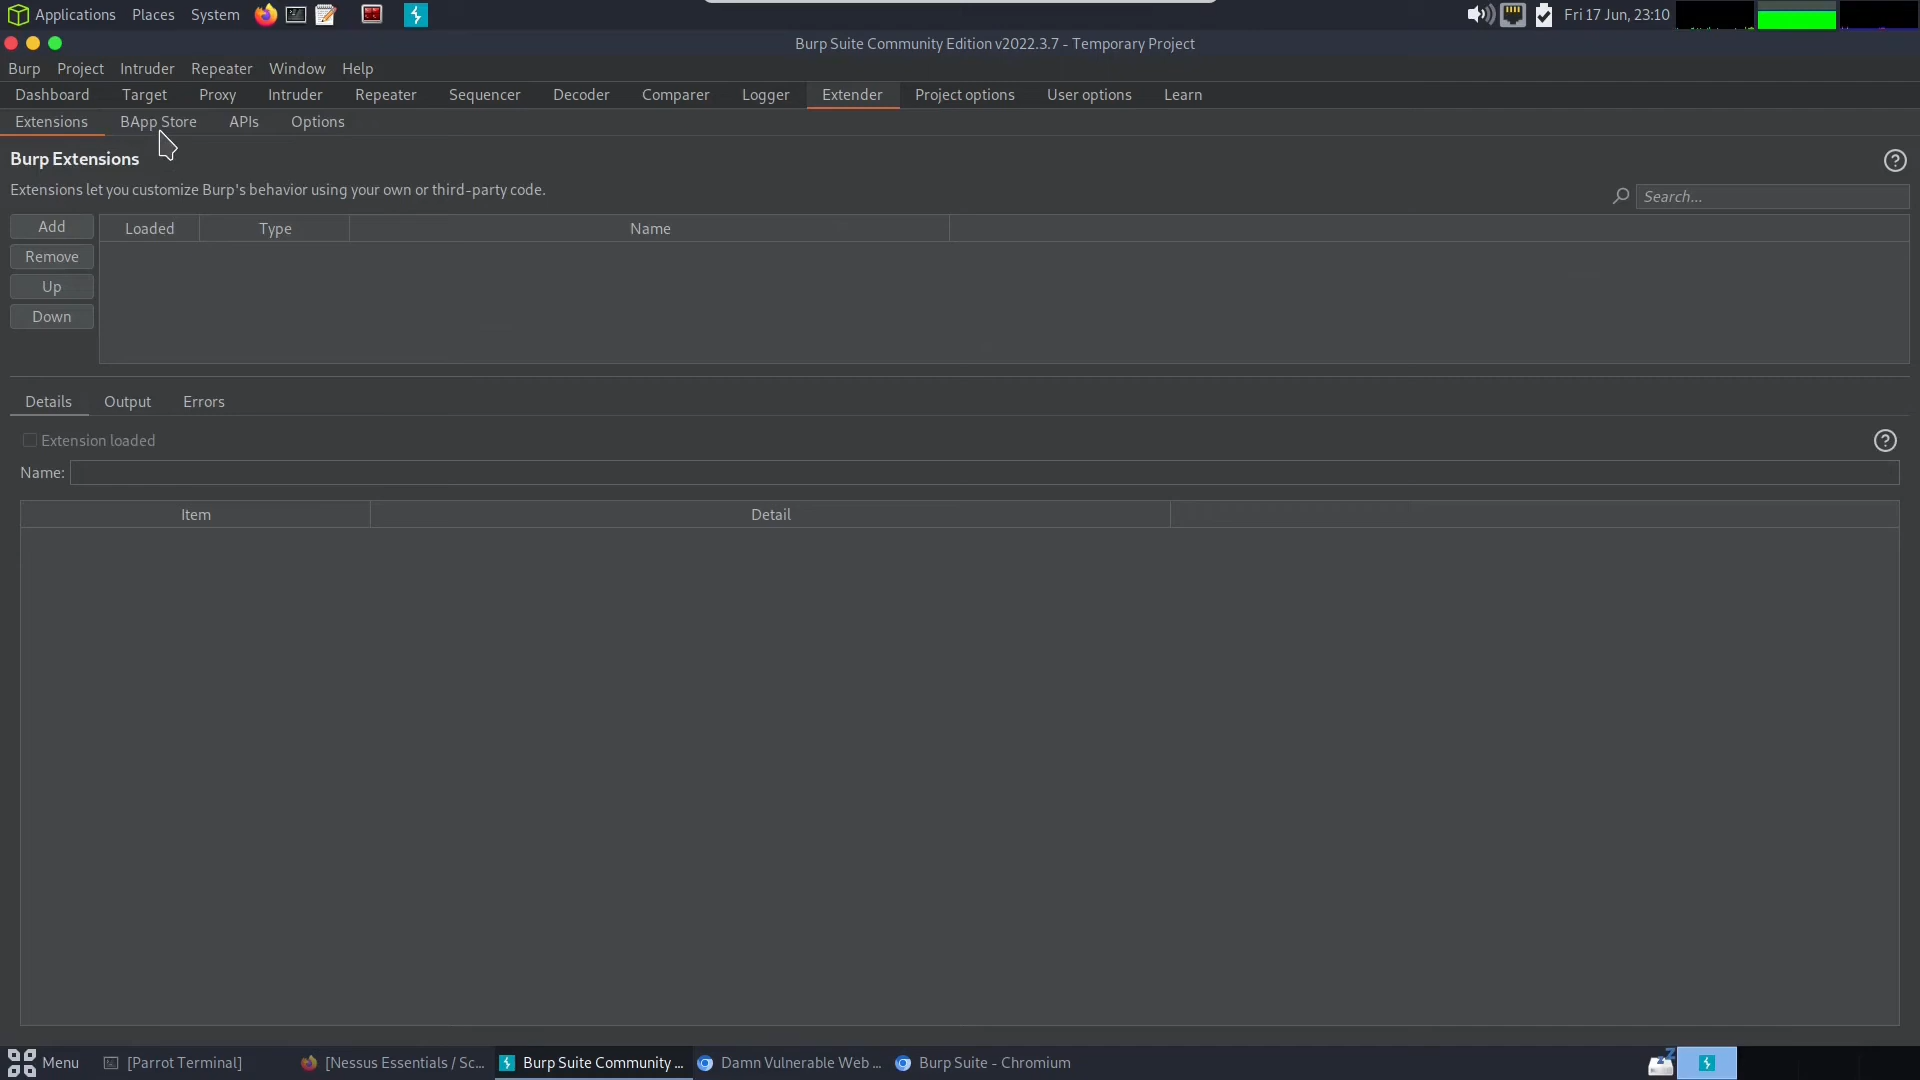 Applications Places System Fri 17 Jun, 23:10
Burp Suite Community Edition v2022.3.7 - Temporary Project
Burp Project Intruder Repeater Window Help
Dashboard Target Proxy Intruder Repeater Sequencer Decoder Comparer Logger Extender Project options User options Learn
Extensions BApp Store APIs Options
Burp Extensions
Extensions let you customize Burp's behavior using your own or third-party code.
Search...
Add Loaded Type Name
Remove
Up
Down
Details Output Errors
Extension loaded
Name:
Item Detail
Menu [Parrot Terminal] [Nessus Essentials / Sc... Burp Suite Community ... Damn Vulnerable Web ... Burp Suite - Chromium